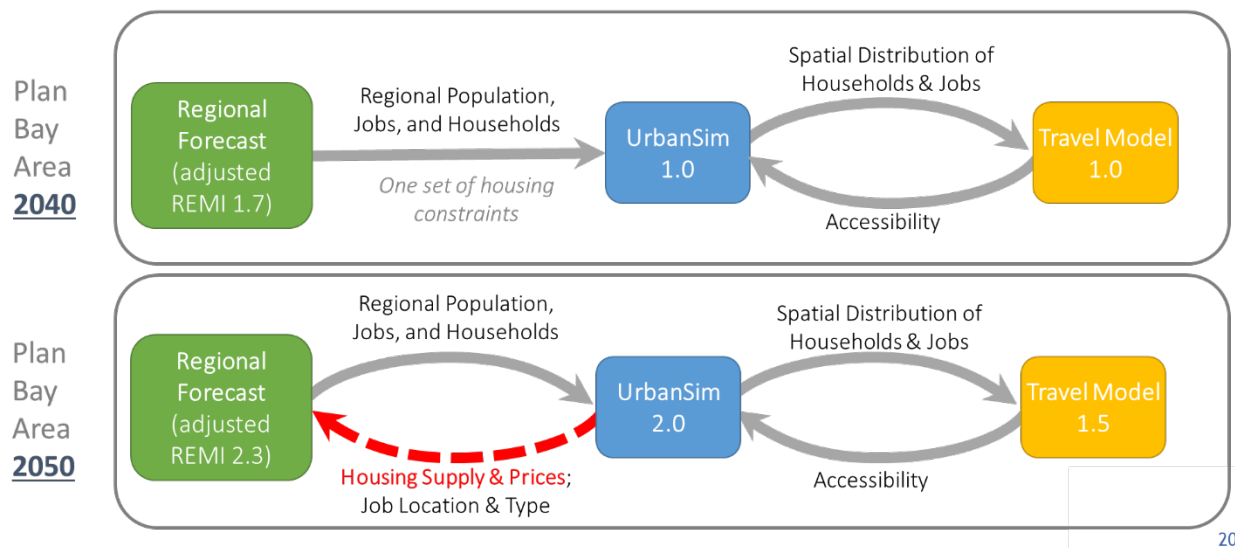 Plan
Bay
Area
2040
Regional
Forecast
(adjusted
REMI 1.7)
Regional Population,
Jobs, and Households
One set of housing
constraints
UrbanSim
1.0
Spatial Distribution of
Households & Jobs
Accessibility
Travel Model
1.0
Plan
Bay
Area
2050
Regional
Forecast
(adjusted
REMI 2.3)
Regional Population,
Jobs, and Households
Housing Supply & Prices;
Job Location & Type
UrbanSim
2.0
Spatial Distribution of
Households & Jobs
Accessibility
Travel Model
1.5
20